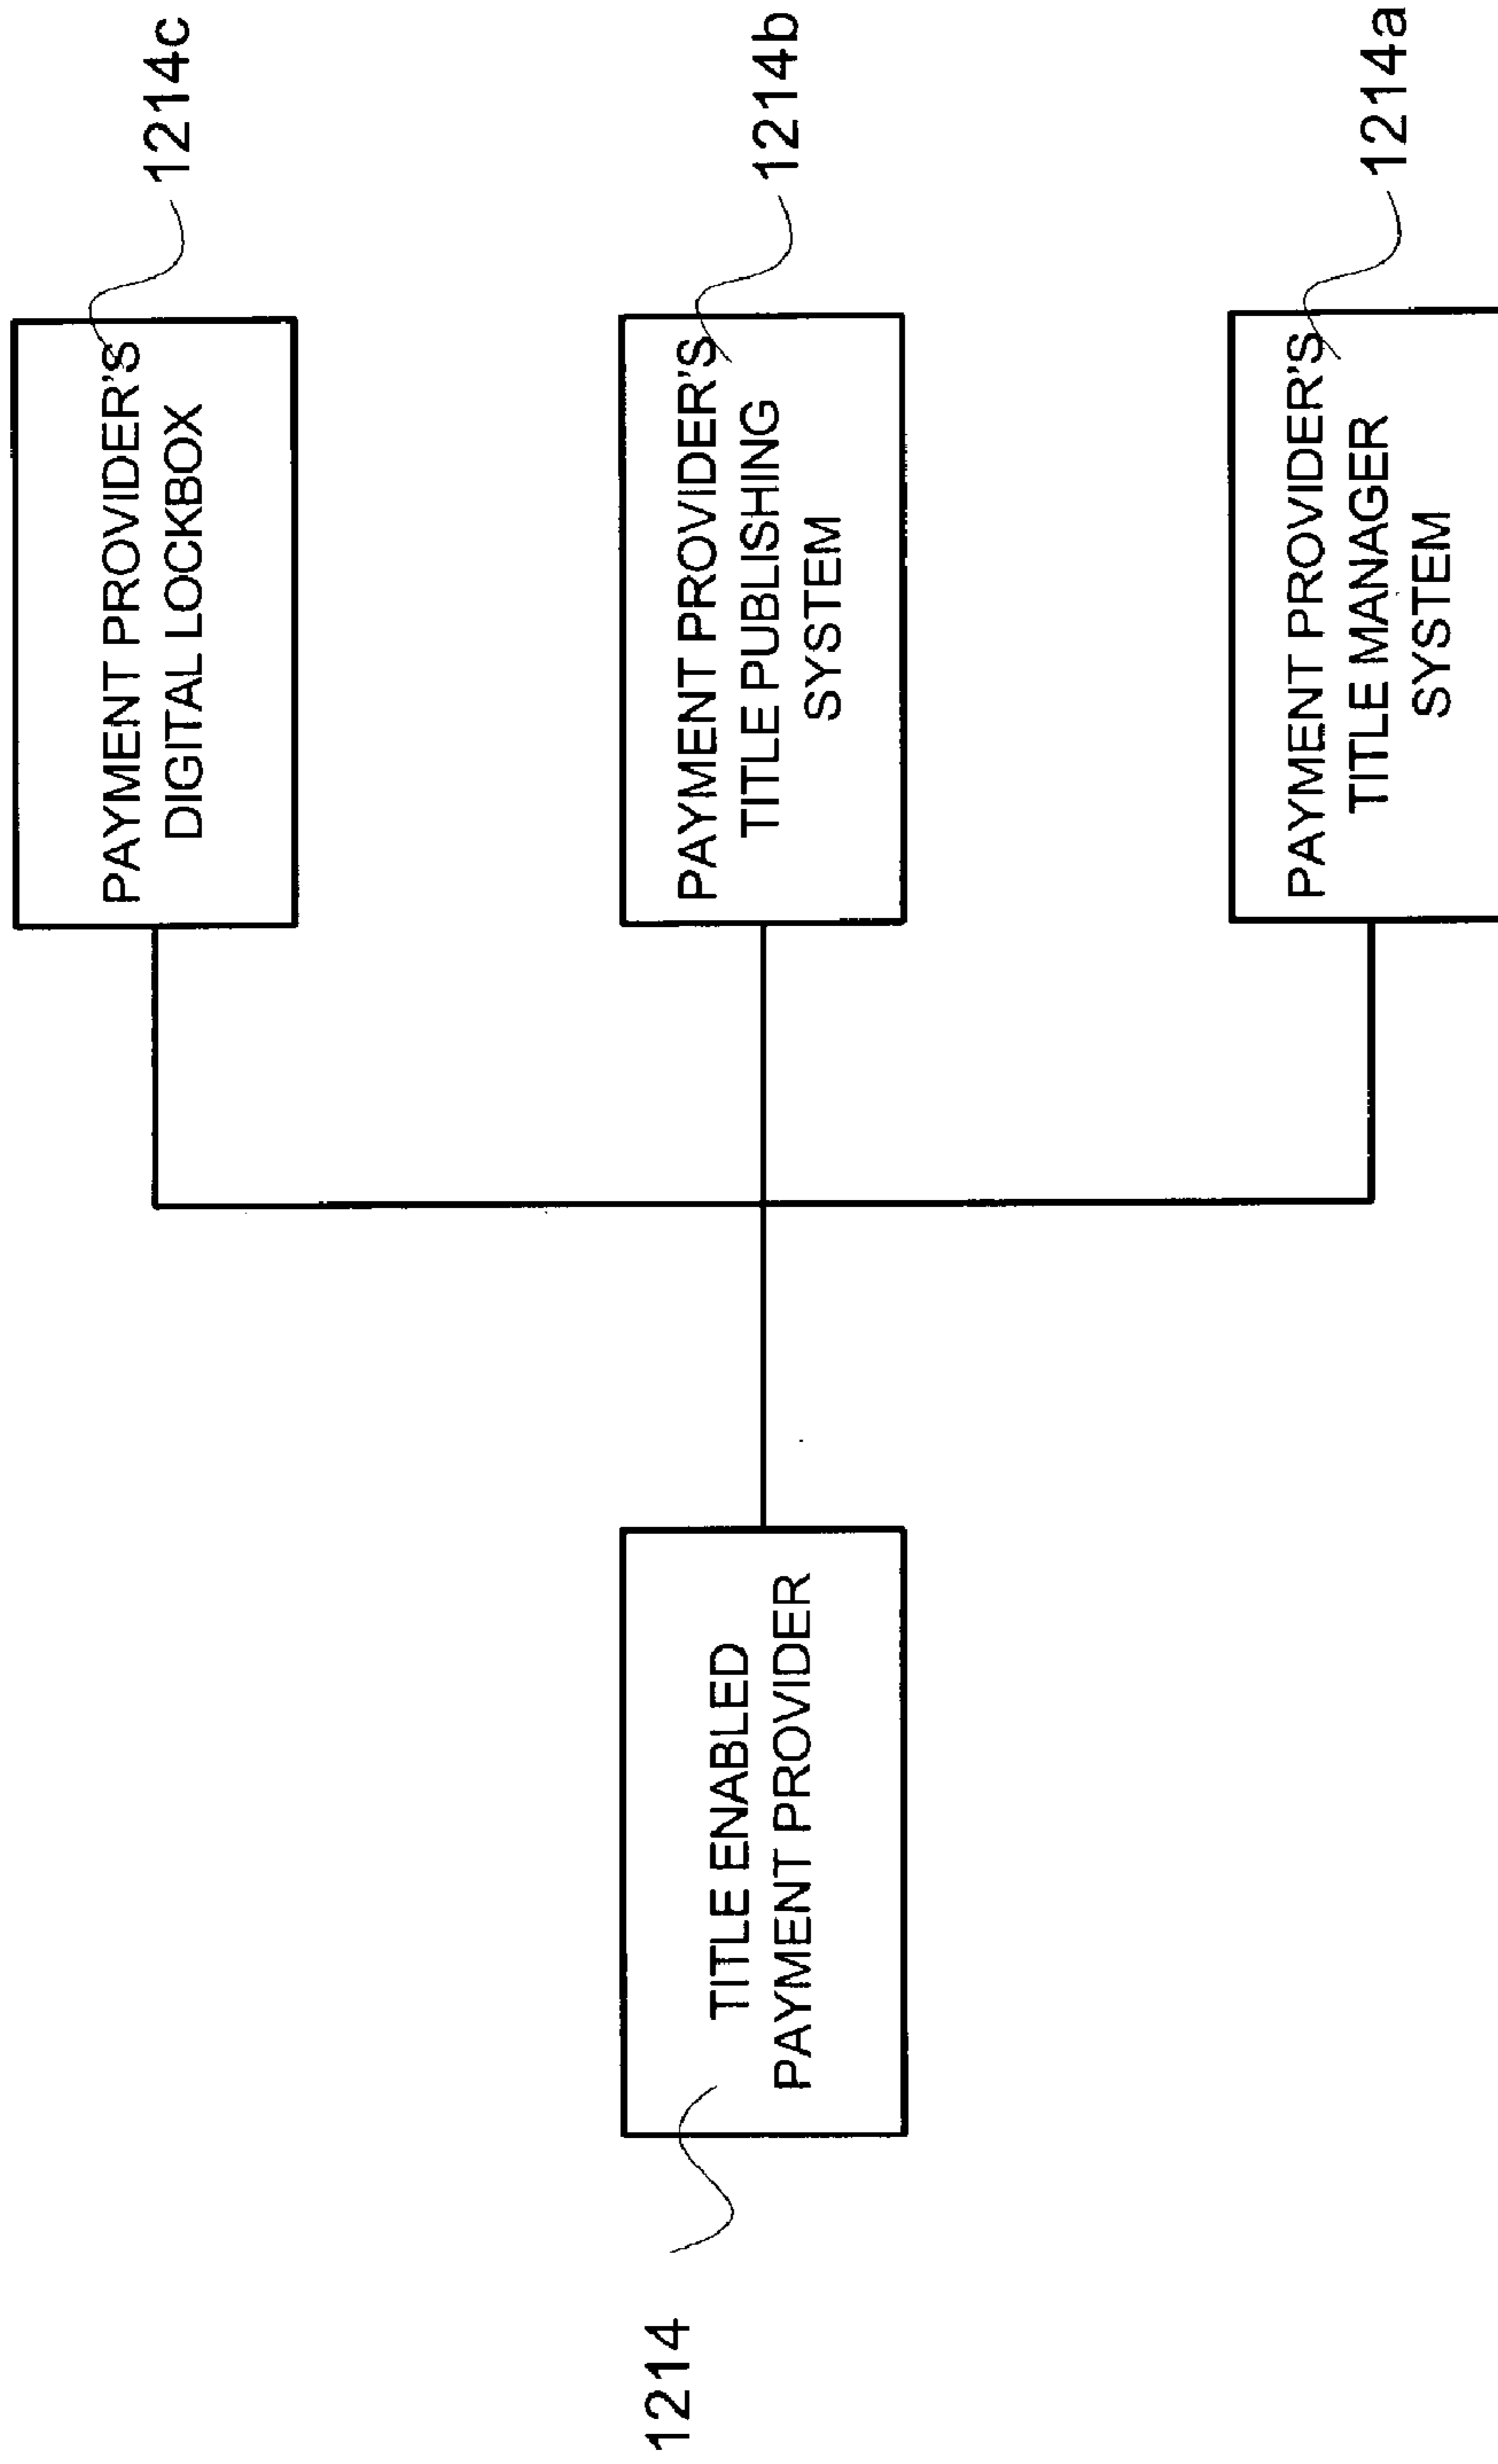 1214c
PAYMENT PROVIDER'S
DIGITAL LOCKBOX
1214b
PAYMENT PROVIDER'S
TITLE PUBLISHING
SYSTEM
1214a
PAYMENT PROVIDER'S
TITLE MANAGER
SYSTEM
TITLE ENABLED
PAYMENT PROVIDER
1214